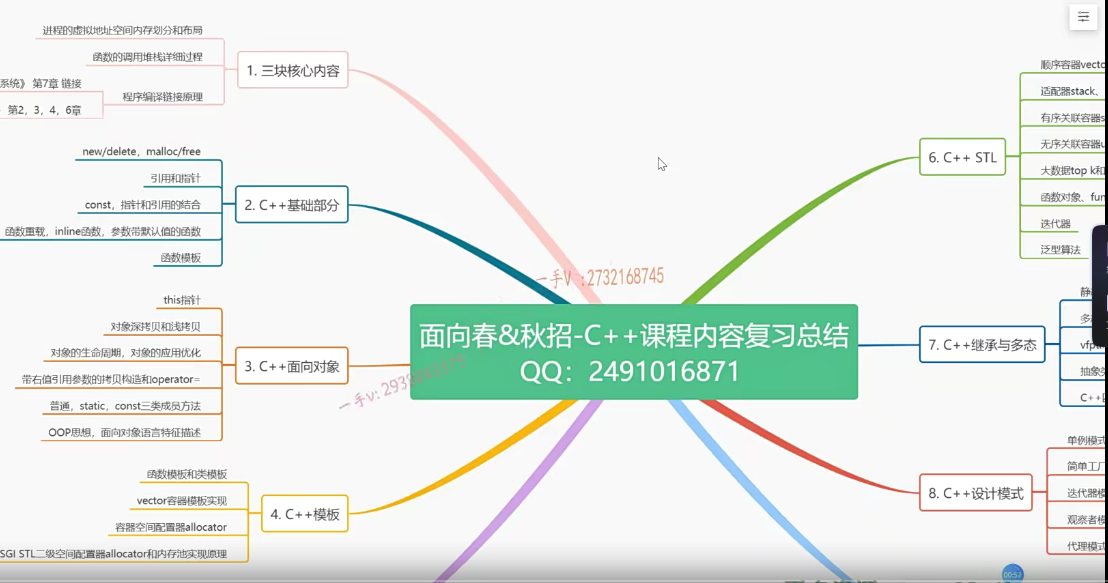 进程的虚拟地址空间内存划分和布局
函数的调用堆栈详细过程
1. 三块核心内容
系统》 第7章 链接
程序编译链接原理
第2，3，4，6章
new/delete，malloc/free
引用和指针
const，指针和引用的结合
2. C++基础部分
函数重载，inline函数，参数带默认值的函数
函数模板
this指针
对象深拷贝和浅拷贝
对象的生命周期，对象的应用优化
3. C++面向对象
带右值引用参数的拷贝构造和operator=
普通，static，const三类成员方法
OOP思想，面向对象语言特征描述
函数模板和类模板
vector容器模板实现
4. C++模板
容器空间配置器allocator
SGI STL二级空间配置器allocator和内存池实现原理
一手V :2732168745
面向春&秋招-C++课程内容复习总结
QQ：2491016871
一手v:
顺序容器vecto
适配器stack、
有序关联容器s
6. C++ STL
无序关联容器u
大数据top k和
函数对象、fun
迭代器
泛型算法
静
多
7. C++继承与多态
vfpt
抽象类
C++
单例模式
简单工厂
8. C++设计模式
迭代器模
观察者模
代理模式
00:57